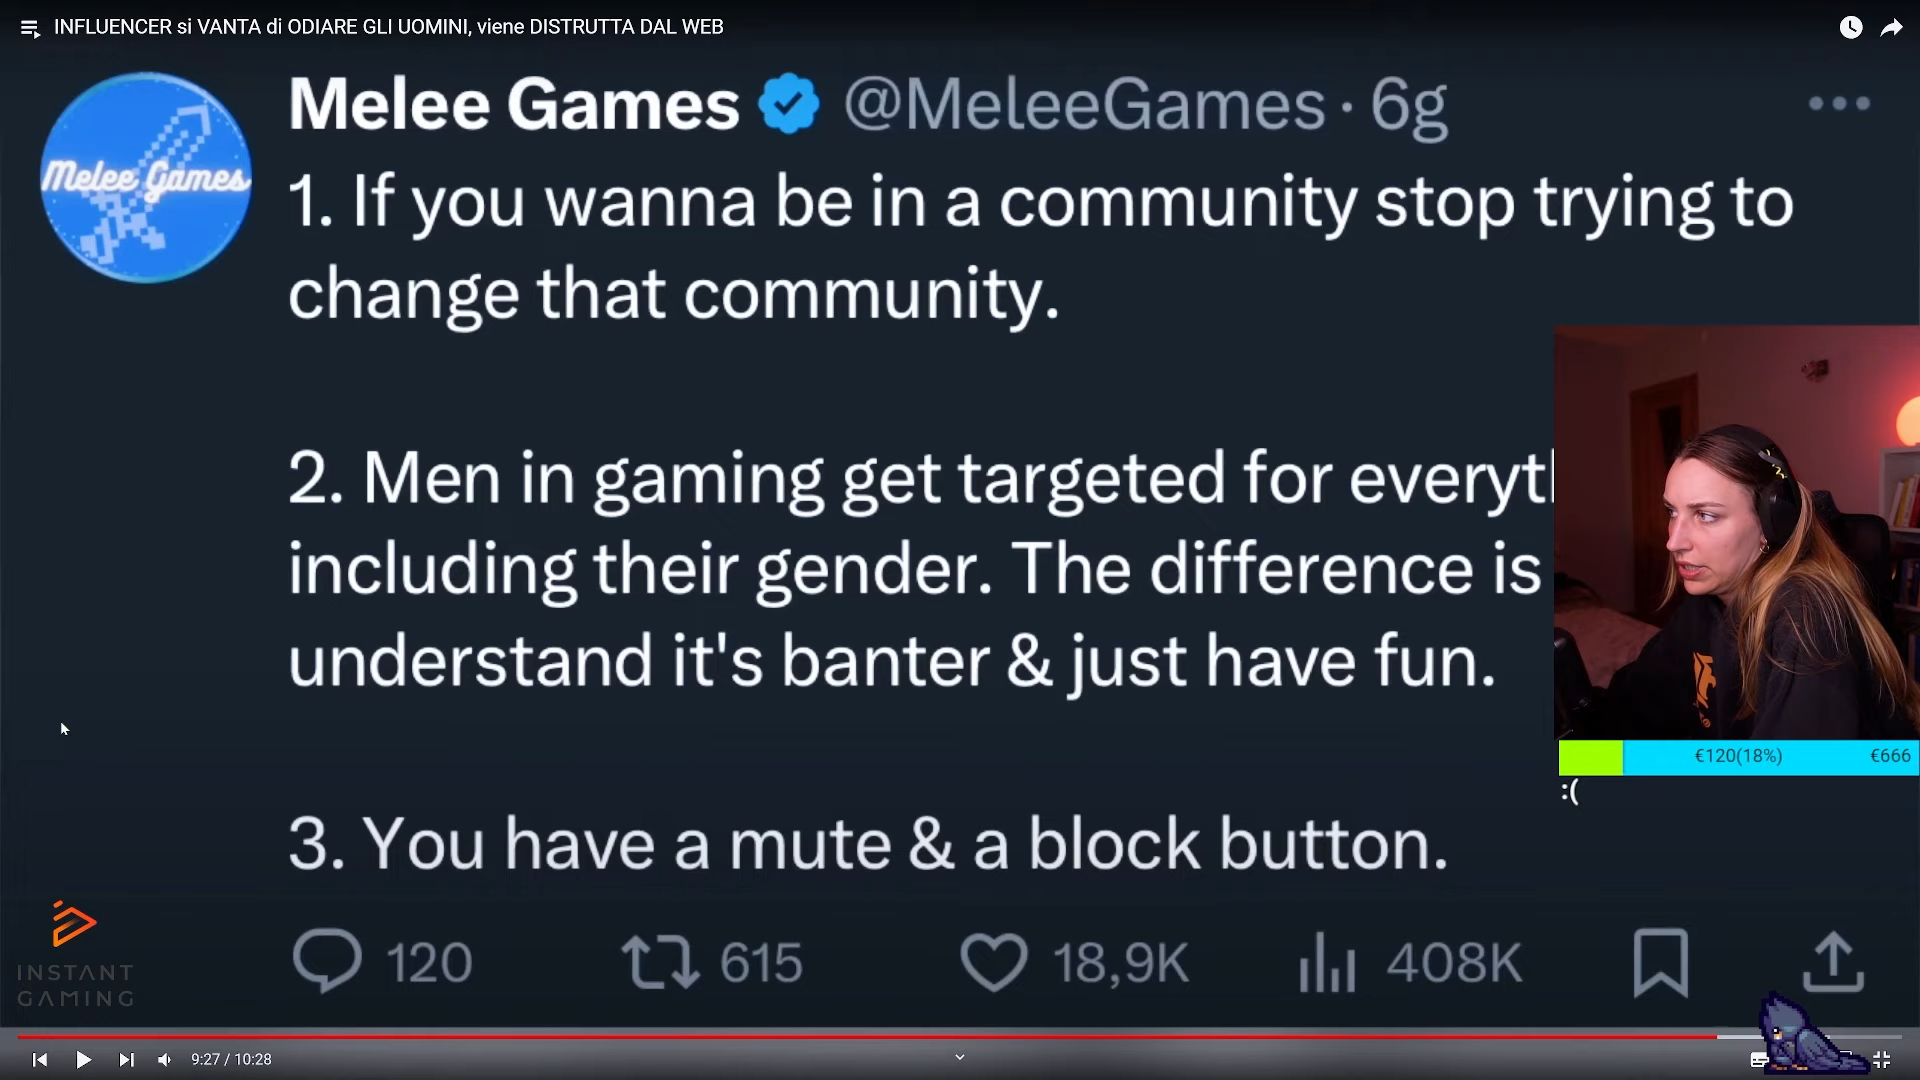 INFLUENCER si VANTA di ODIARE GLI UOMINI, viene DISTRUTTA DAL WEB
Melee Games @MeleeGames · 6g
Melee Games
1. If you wanna be in a community stop trying to
change that community.
2. Men in gaming get targeted for everyt
including their gender. The difference is
understand it's banter & just have fun.
€120(18%) €666
:(
3. You have a mute & a block button.
120 615 18,9K 408K
INSTANT
GAMING
9:27 / 10:28